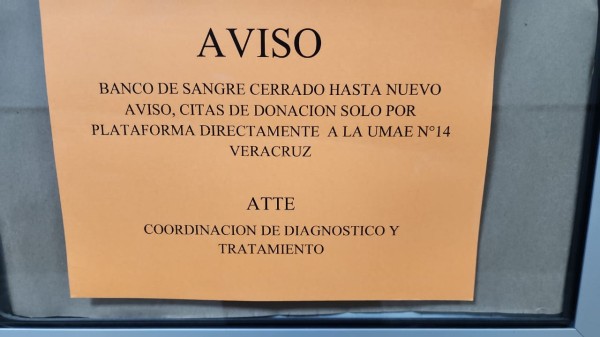 AVISO
BANCO DE SANGRE CERRADO HASTA NUEVO
AVISO, CITAS DE DONACION SOLO POR
PLATAFORMA DIRECTAMENTE A LA UMAE N°14
VERACRUZ
ATTE
COORDINACION DE DIAGNOSTICO Y
TRATAMIENTO